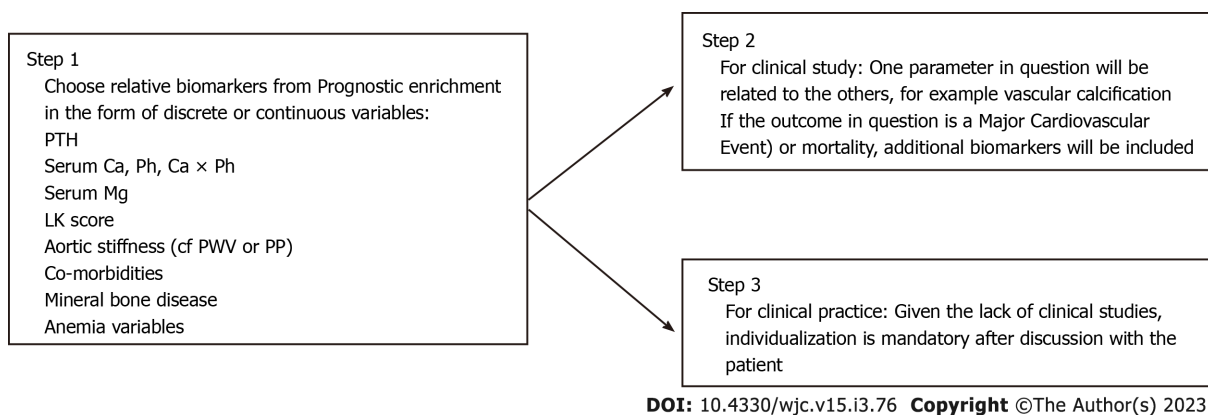 Step 1
Choose relative biomarkers from Prognostic enrichment
in the form of discrete or continuous variables:
PTH
Serum Ca, Ph, Ca × Ph
Serum Mg
LK score
Aortic stiffness (cf PWV or PP)
Co-morbidities
Mineral bone disease
Anemia variables
Step 2
For clinical study: One parameter in question will be
related to the others, for example vascular calcification
If the outcome in question is a Major Cardiovascular
Event) or mortality, additional biomarkers will be included
Step 3
For clinical practice: Given the lack of clinical studies,
individualization is mandatory after discussion with the
patient
DOI: 10.4330/wjc.v15.i3.76 Copyright ©The Author(s) 2023